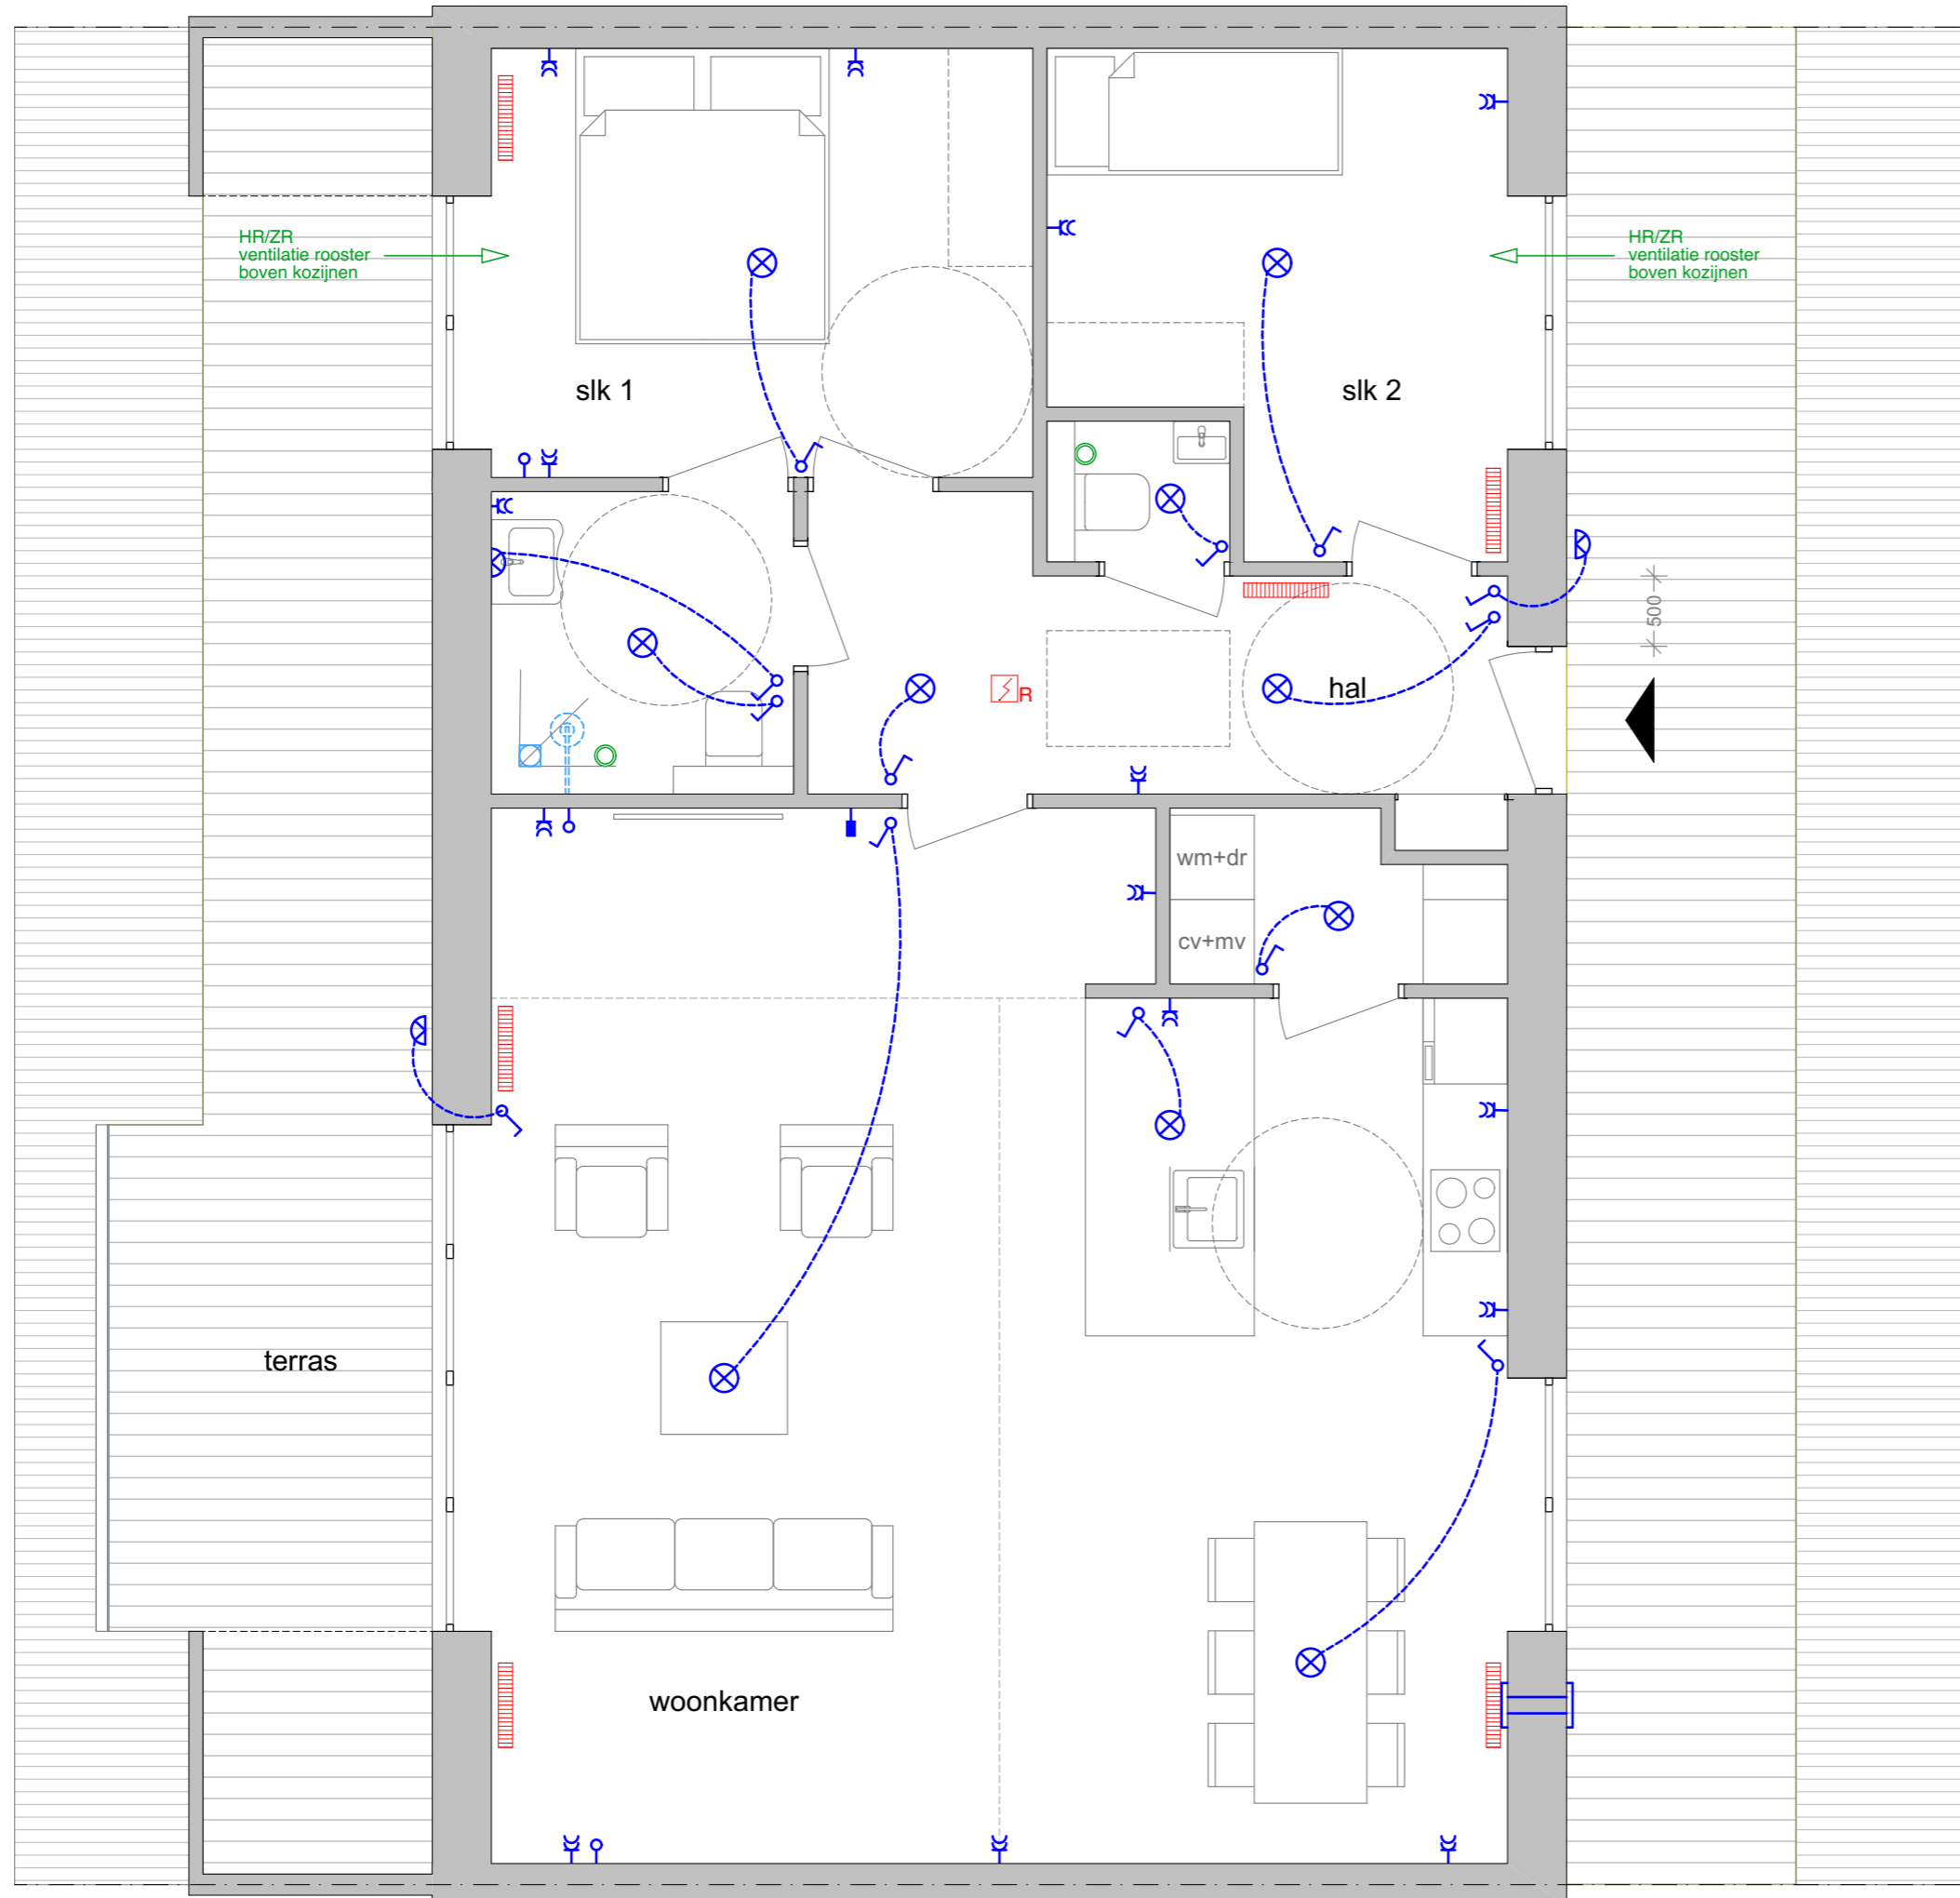 HR/ZR
ventilatie rooster
boven kozijnen
HR/ZR
ventilatie rooster
boven kozijnen
slk 1
slk 2
500
R
hal
wm+dr
cv+mv
terras
woonkamer